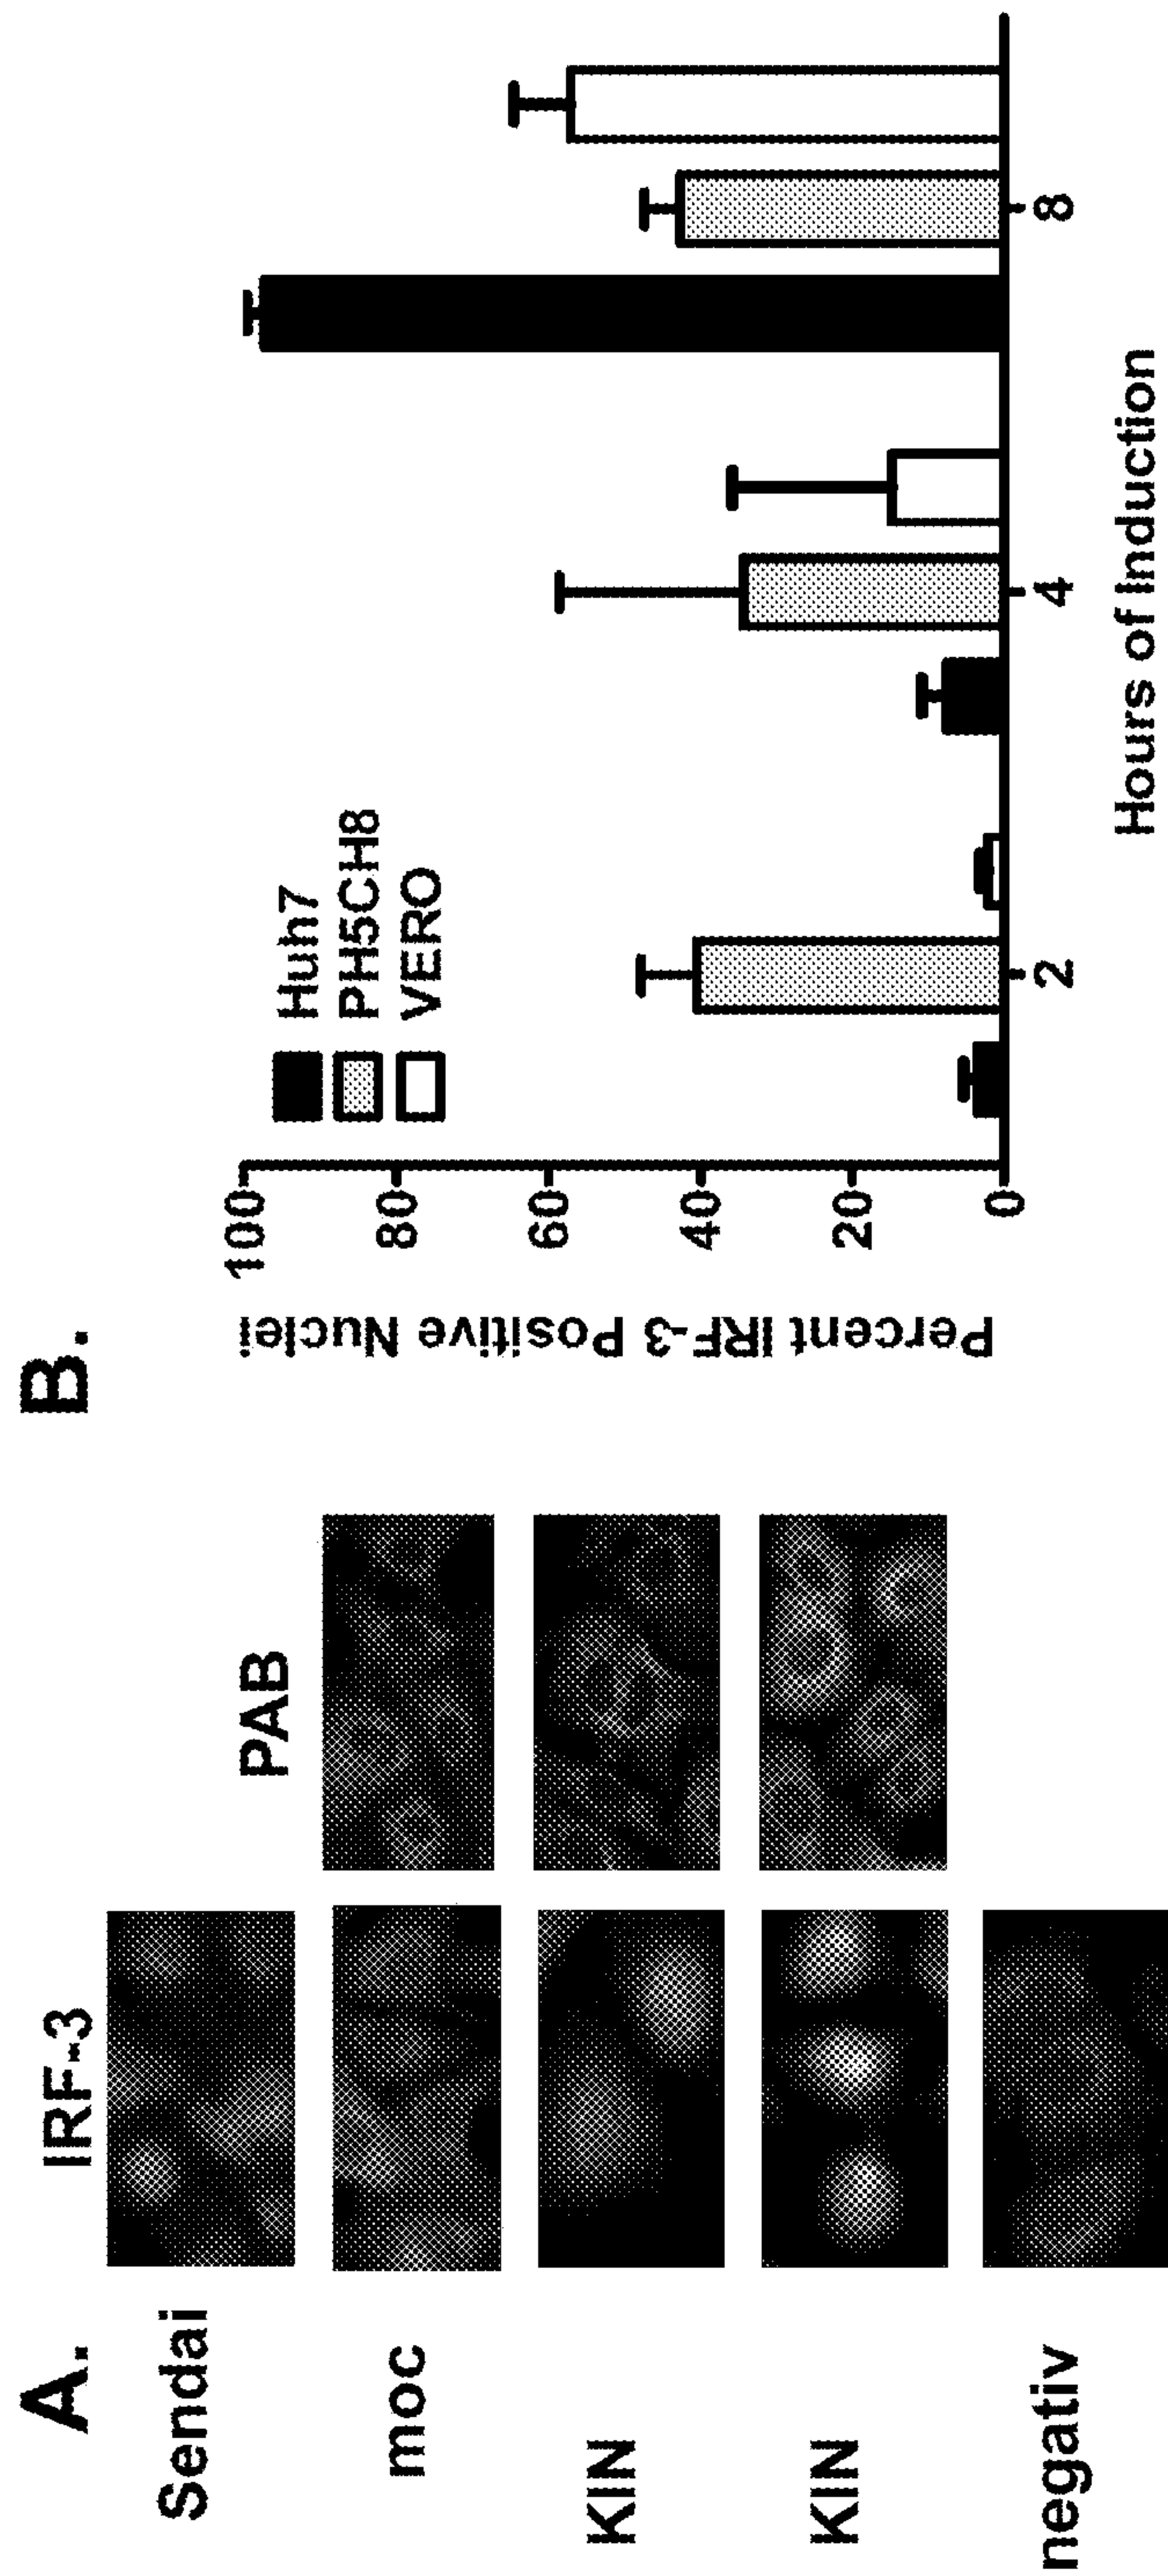 A.
IRF-3
PAB
Sendai
moc
KIN
KIN
negativ
B.
Percent IRF-3 Positive Nuclei
100
80
60
40
20
0
Huh7
PH5CH8
VERO
2
4
8
Hours of Induction